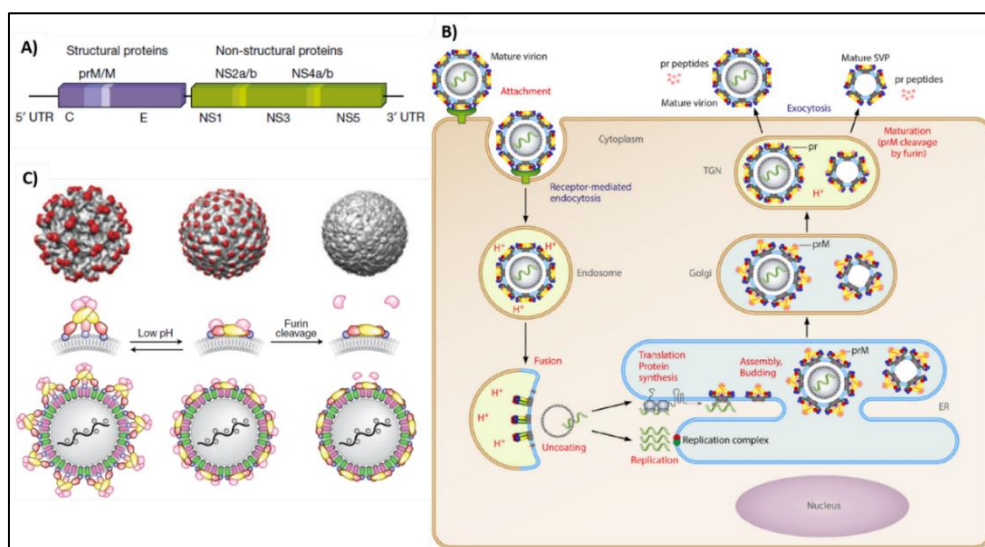 A)
Structural proteins
Non-structural proteins
prM/M
NS2a/b
NS4a/b
5′ UTR
C
E
NS1
NS3
NS5
3′ UTR
B)
Mature virion
Attachment
Cytoplasm
Receptor-mediated
endocytosis
H⁺
H⁺
H⁺
H⁺
Endosome
Fusion
H⁺
H⁺
H⁺
Uncoating
Translation
Protein
synthesis
Assembly,
Budding
prM
ER
Replication complex
Replication
Nucleus
Golgi
prM
TGN
pr
H⁺
Maturation
(prM cleavage
by furin)
Exocytosis
pr peptides
Mature virion
Mature SVP
pr peptides
C)
Low pH
Furin
cleavage